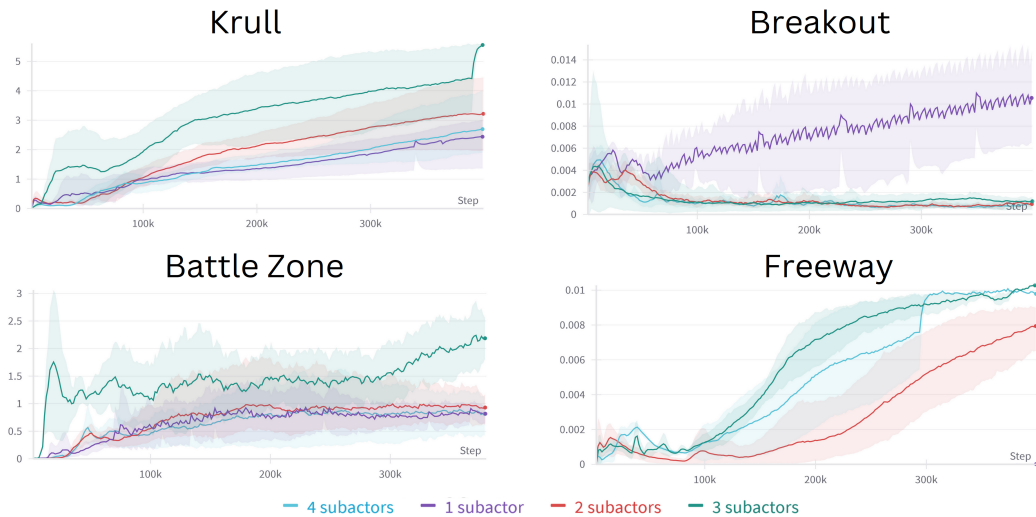 Krull
5
4
3
2
1
0
100k
200k
300k
Step
Breakout
0.014
0.012
0.01
0.008
0.006
0.004
0.002
0
100k
200k
300k
Step
Battle Zone
3
2.5
2
1.5
1
0.5
0
100k
200k
300k
Step
Freeway
0.01
0.008
0.006
0.004
0.002
0
100k
200k
300k
Step
4 subactors 1 subactor 2 subactors 3 subactors